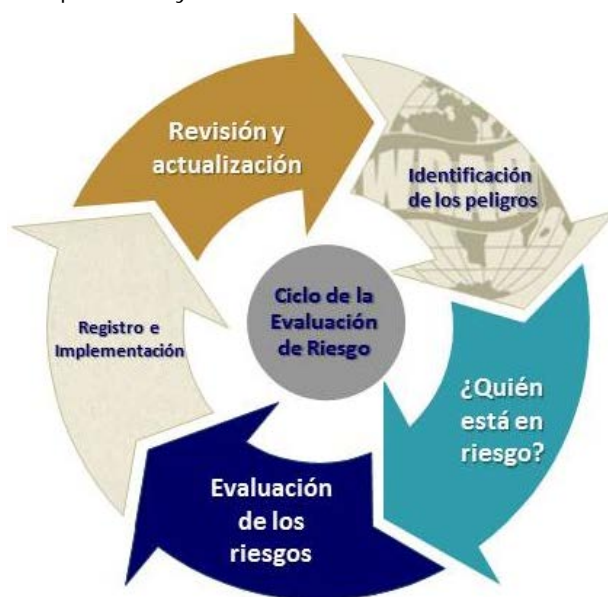 Revisión y
actualización
Identificación
de los peligros
Ciclo de la
Evaluación
de Riesgo
Registro e
Implementación
¿Quién
está en
riesgo?
Evaluación
de los
riesgos